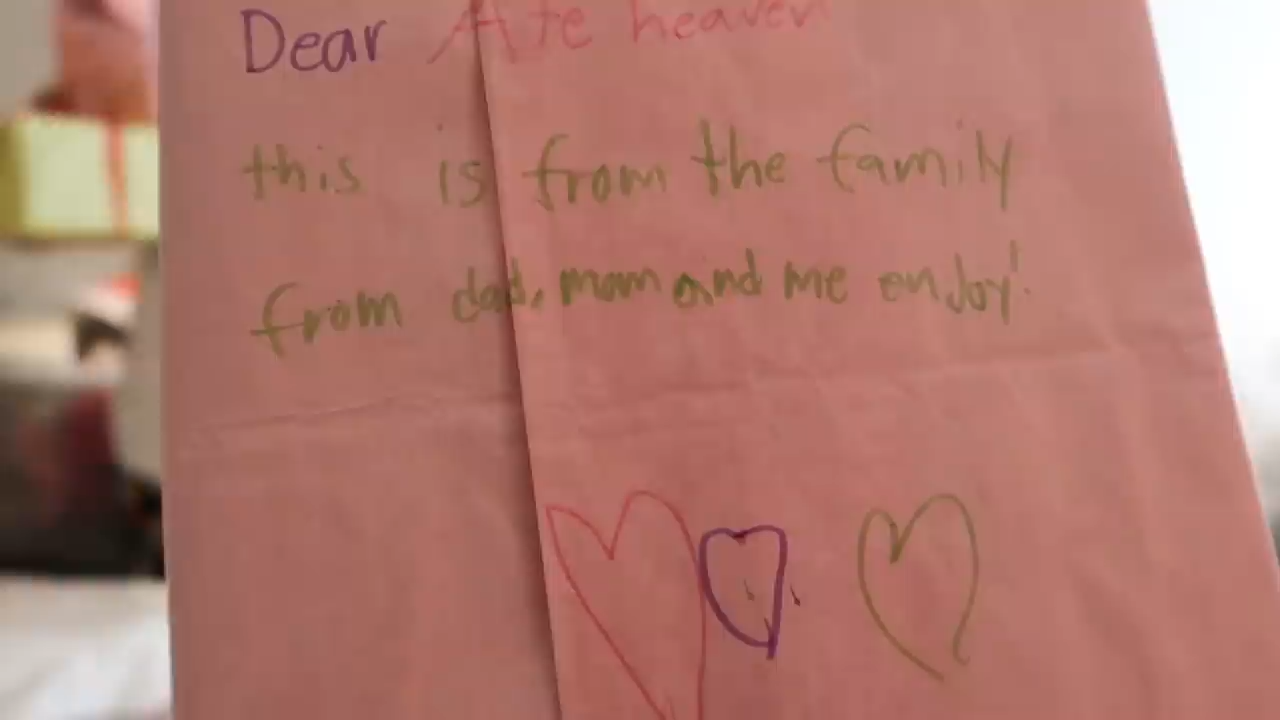 Dear Ate heaven
this is from the family
from dad, mom and me enJoy!